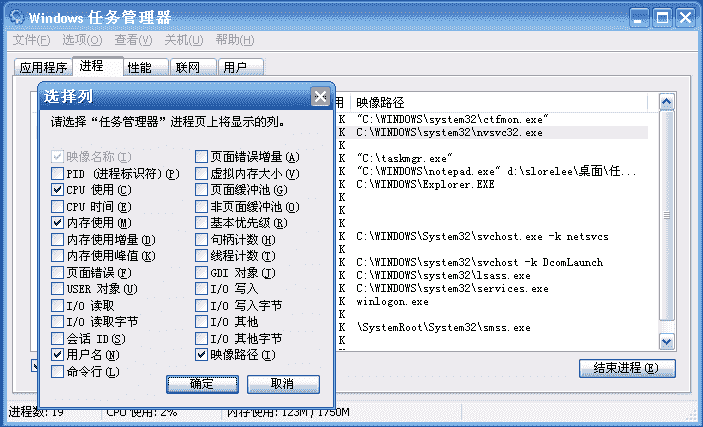 Windows 任务管理器
文件(F) 选项(O) 查看(V) 关机(U) 帮助(H)
应用程序 进程 性能 联网 用户
选择列
请选择“任务管理器”进程页上将显示的列。
映像名称(I) 页面错误增量(A)
PID (进程标识符)(P) 虚拟内存大小(V)
CPU 使用(C) 页面缓冲池(G)
CPU 时间(E) 非页面缓冲池(O)
内存使用(M) 基本优先级(R)
内存使用增量(D) 句柄计数(H)
内存使用峰值(K) 线程计数(T)
页面错误(F) GDI 对象(J)
USER 对象(U) I/O 写入
I/O 读取 I/O 写入字节
I/O 读取字节 I/O 其他
会话 ID(S) I/O 其他字节
用户名(N) 映像路径(I)
命令行(L)
确定 取消
用 映像路径
K "C:\WINDOWS\system32\ctfmon.exe"
K C:\WINDOWS\system32\nvsvc32.exe
K
K "C:\taskmgr.exe"
K "C:\WINDOWS\notepad.exe" d:\slorelee\桌面\任...
K C:\WINDOWS\Explorer.EXE
K
K
K
K C:\WINDOWS\System32\svchost.exe -k netsvcs
K
K C:\WINDOWS\system32\svchost -k DcomLaunch
K C:\WINDOWS\system32\lsass.exe
K C:\WINDOWS\system32\services.exe
K winlogon.exe
K
K \SystemRoot\System32\smss.exe
K
K
结束进程(E)
进程数: 19 CPU 使用: 2% 内存使用: 123M / 1750M